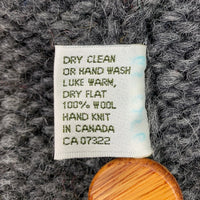 DRY CLEAN
OR HAND WASH
LUKE WARM,
DRY FLAT
100% WOOL
HAND KNIT
IN CANADA
CA 07322